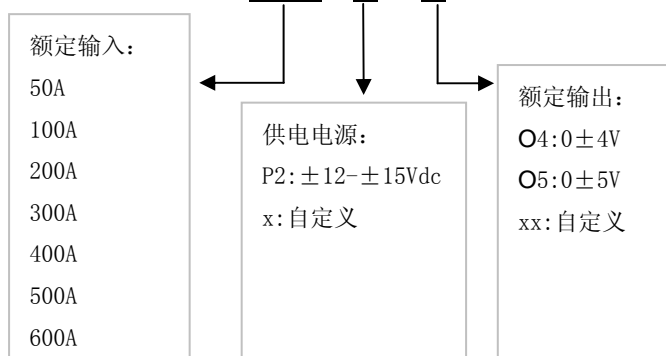 额定输入:
50A
100A
200A
300A
400A
500A
600A
供电电源:
P2:±12-±15Vdc
x:自定义
额定输出:
O4:0±4V
O5:0±5V
xx:自定义